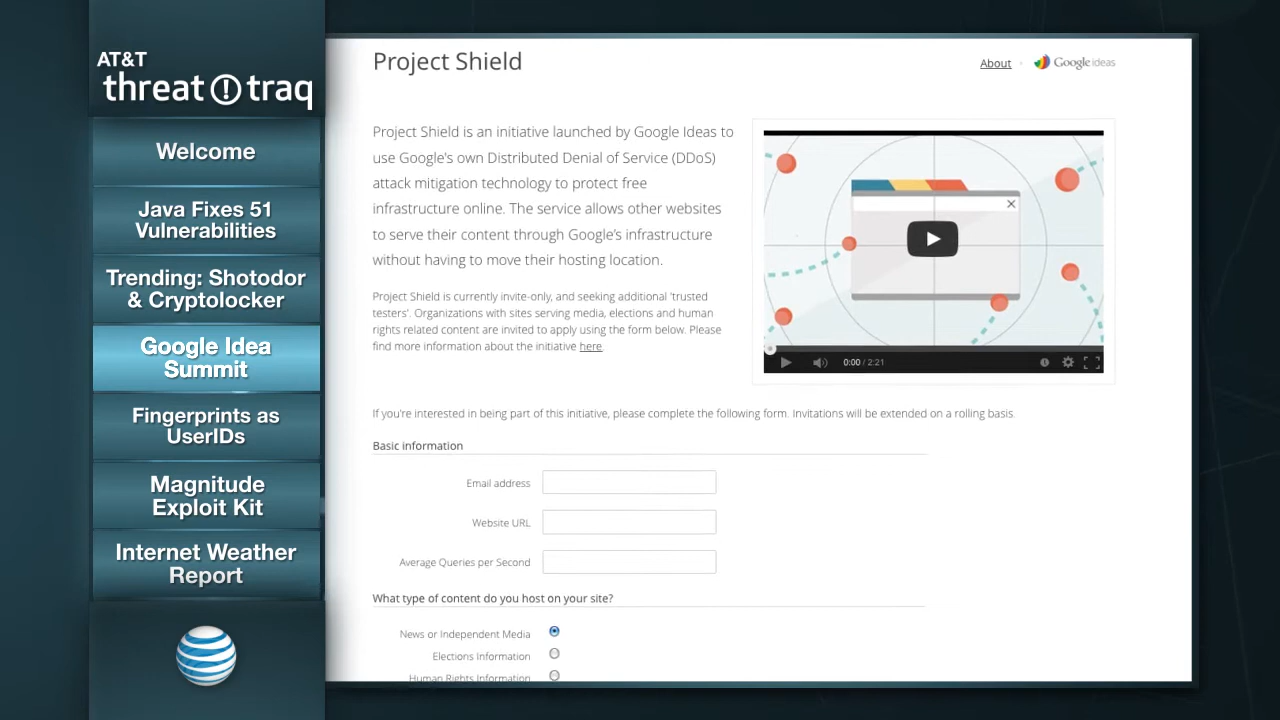 AT&T
threat traq
Welcome
Java Fixes 51
Vulnerabilities
Trending: Shotodor
& Cryptolocker
Google Idea
Summit
Fingerprints as
UserIDs
Magnitude
Exploit Kit
Internet Weather
Report
Project Shield
About
Google ideas
Project Shield is an initiative launched by Google Ideas to
use Google's own Distributed Denial of Service (DDoS)
attack mitigation technology to protect free
infrastructure online. The service allows other websites
to serve their content through Google's infrastructure
without having to move their hosting location.
Project Shield is currently invite-only, and seeking additional 'trusted
testers'. Organizations with sites serving media, elections and human
rights related content are invited to apply using the form below. Please
find more information about the initiative here.
0:00 / 2:21
If you're interested in being part of this initiative, please complete the following form. Invitations will be extended on a rolling basis.
Basic information
Email address
Website URL
Average Queries per Second
What type of content do you host on your site?
News or Independent Media
Elections Information
Human Rights Information